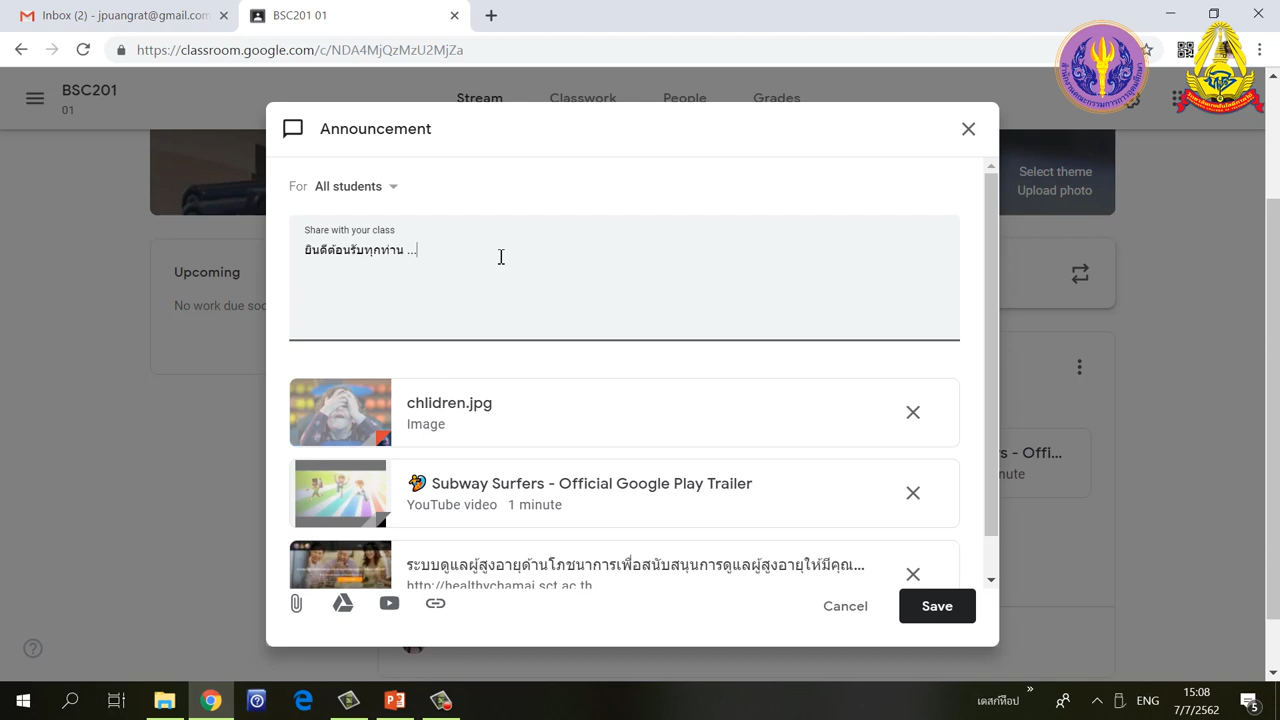 Inbox (2) - jpuangrat@gmail.com
BSC201 01
https://classroom.google.com/c/NDA4MjQzMzU2MjZa
BSC201
01
Stream
Classwork
People
Grades
Select theme
Upload photo
Announcement
For All students
Share with your class
ยินดีต้อนรับทุกท่าน ...
Upcoming
No work due
chlidren.jpg
Image
Subway Surfers - Official Google Play Trailer
YouTube video 1 minute
s - Offi...
ระบบดูแลผู้สูงอายุด้านโภชนาการเพื่อสนับสนุนการดูแลผู้สูงอายุให้มีคุณ...
http://healthychamai.sct.ac.th
Cancel
Save
เดสก์ท็อป
ENG
15:08
7/7/2562
5